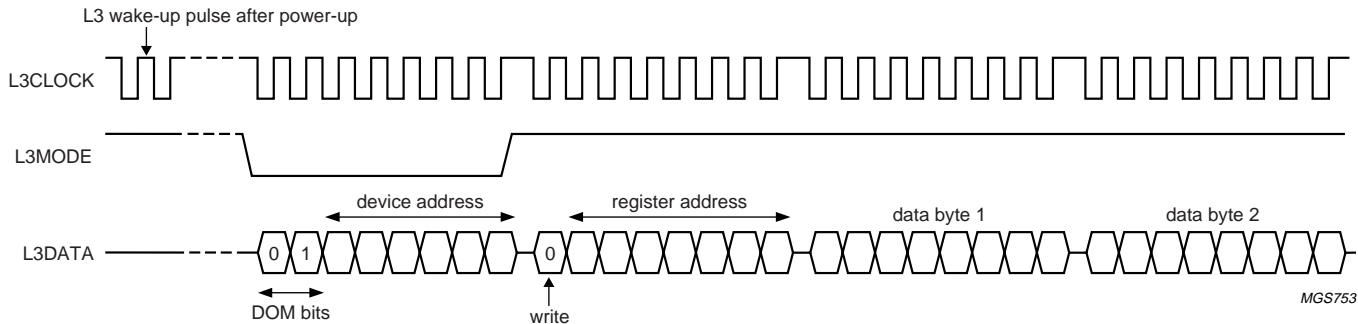 L3 wake-up pulse after power-up
L3CLOCK
L3MODE
device address
register address
data byte 1
data byte 2
L3DATA
0
1
0
DOM bits
write
MGS753